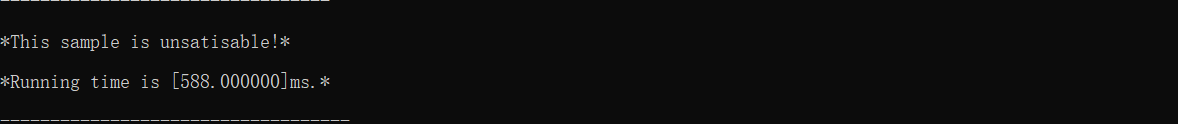 ---------------------------------
*This sample is unsatisable!*
*Running time is [588.000000]ms.*
-----------------------------------